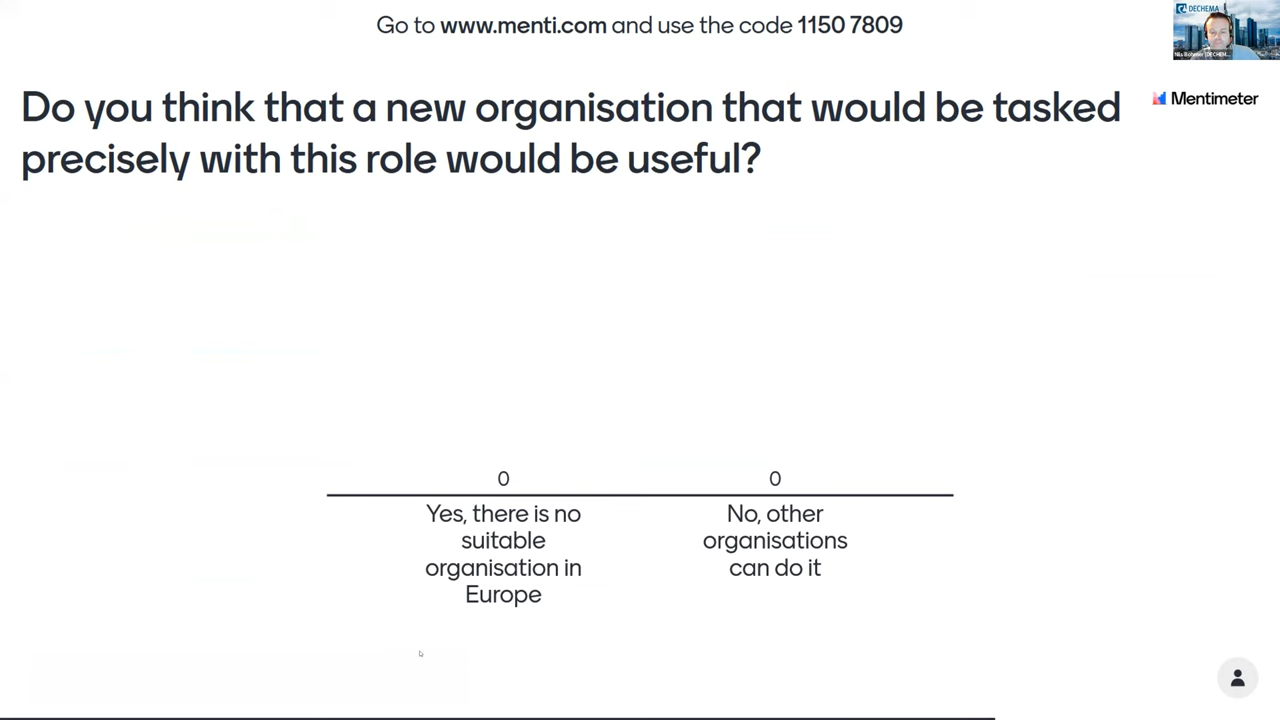 Go to www.menti.com and use the code 1150 7809
DECHEMA
Do you think that a new organisation that would be tasked
precisely with this role would be useful?
Mentimeter
0
0
Yes, there is no
suitable
organisation in
Europe
No, other
organisations
can do it